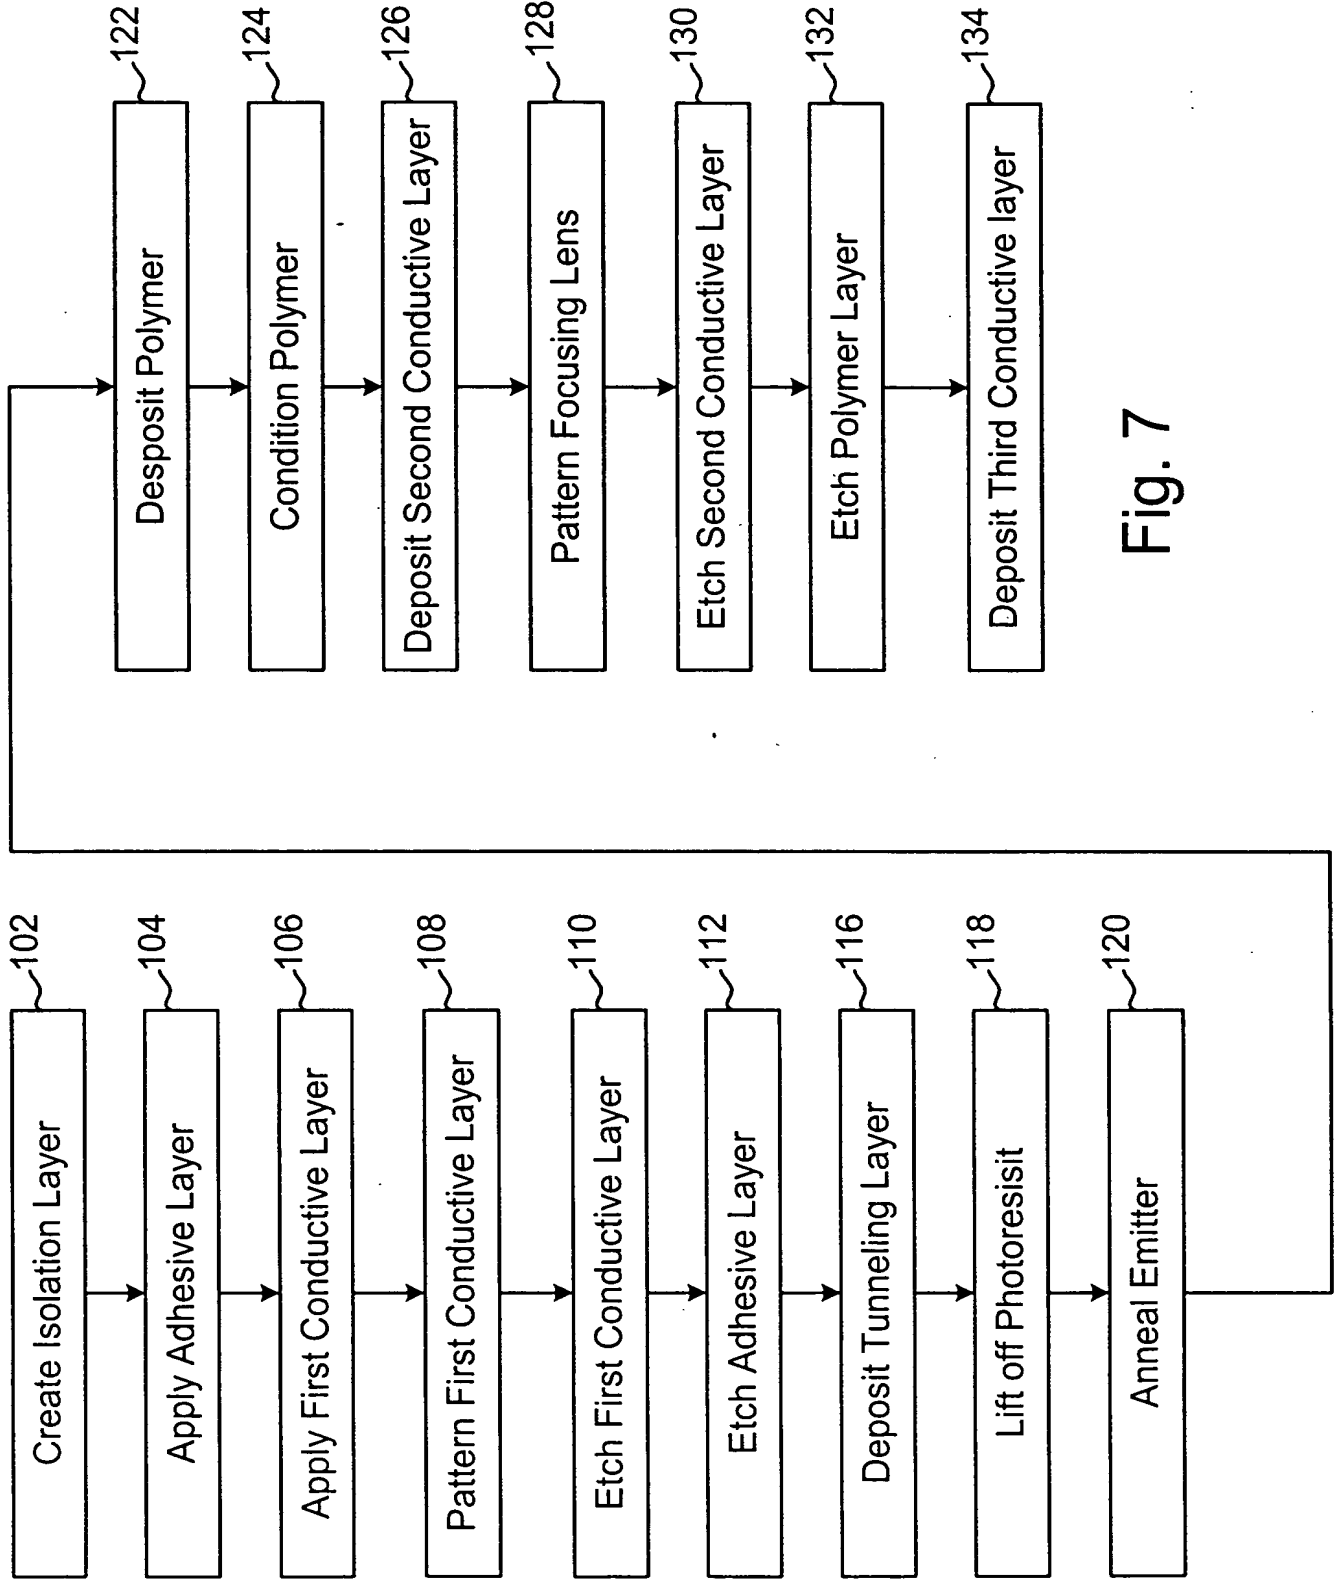 Create Isolation Layer
102
Apply Adhesive Layer
104
Apply First Conductive Layer
106
Pattern First Conductive Layer
108
Etch First Conductive Layer
110
Etch Adhesive Layer
112
Deposit Tunneling Layer
116
Lift off Photoresisit
118
Anneal Emitter
120
Desposit Polymer
122
Condition Polymer
124
Deposit Second Conductive Layer
126
Pattern Focusing Lens
128
Etch Second Conductive Layer
130
Etch Polymer Layer
132
Deposit Third Conductive layer
134
Fig. 7